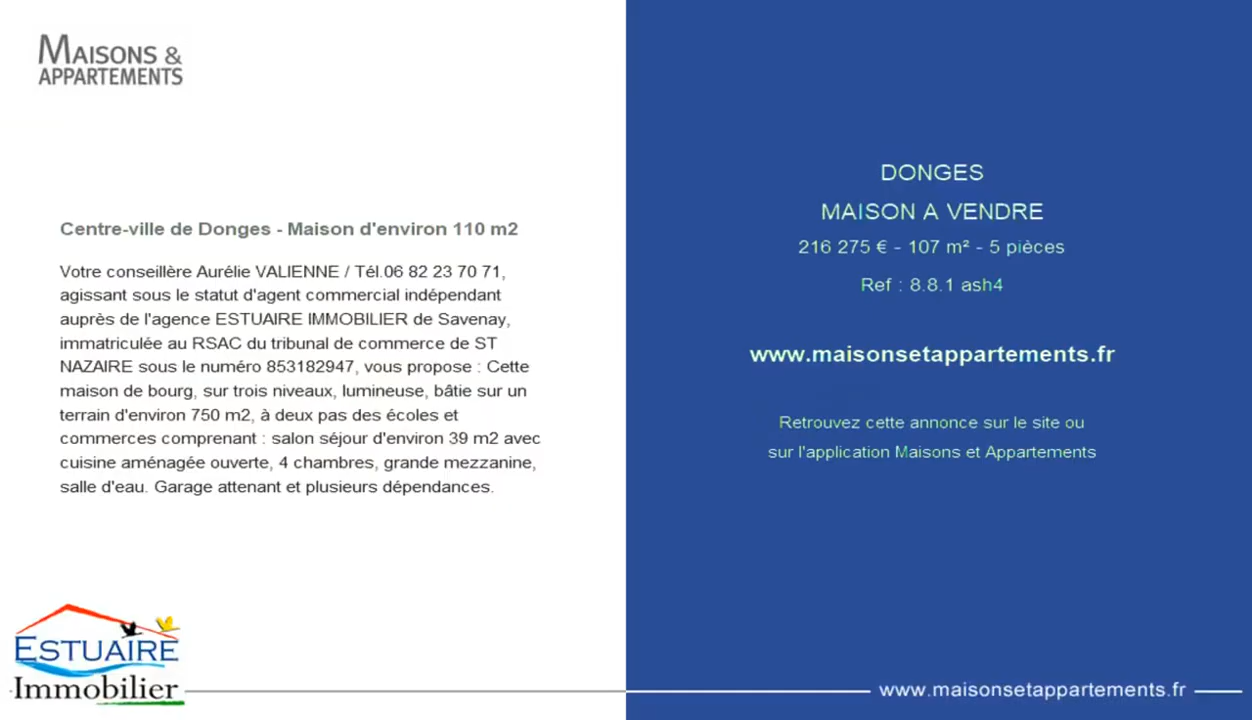 MAISONS &
APPARTEMENTS
Centre-ville de Donges - Maison d'environ 110 m2
Votre conseillère Aurélie VALIENNE / Tél.06 82 23 70 71,
agissant sous le statut d'agent commercial indépendant
auprès de l'agence ESTUAIRE IMMOBILIER de Savenay,
immatriculée au RSAC du tribunal de commerce de ST
NAZAIRE sous le numéro 853182947, vous propose : Cette
maison de bourg, sur trois niveaux, lumineuse, bâtie sur un
terrain d'environ 750 m2, à deux pas des écoles et
commerces comprenant : salon séjour d'environ 39 m2 avec
cuisine aménagée ouverte, 4 chambres, grande mezzanine,
salle d'eau. Garage attenant et plusieurs dépendances.
ESTUAIRE
Immobilier
DONGES
MAISON A VENDRE
216 275 € - 107 m² - 5 pièces
Ref : 8.8.1 ash4
www.maisonsetappartements.fr
Retrouvez cette annonce sur le site ou
sur l'application Maisons et Appartements
www.maisonsetappartements.fr